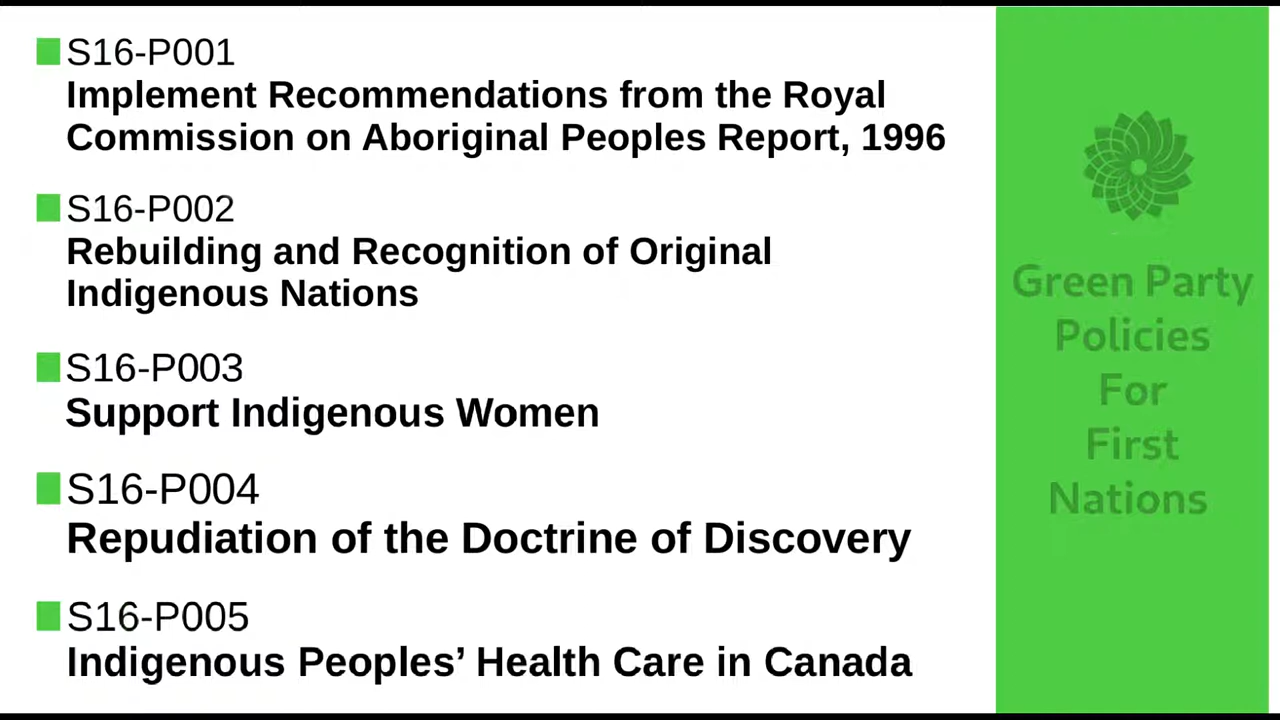 S16-P001
Implement Recommendations from the Royal
Commission on Aboriginal Peoples Report, 1996
S16-P002
Rebuilding and Recognition of Original
Indigenous Nations
S16-P003
Support Indigenous Women
S16-P004
Repudiation of the Doctrine of Discovery
S16-P005
Indigenous Peoples’ Health Care in Canada
Green Party
Policies
For
First
Nations